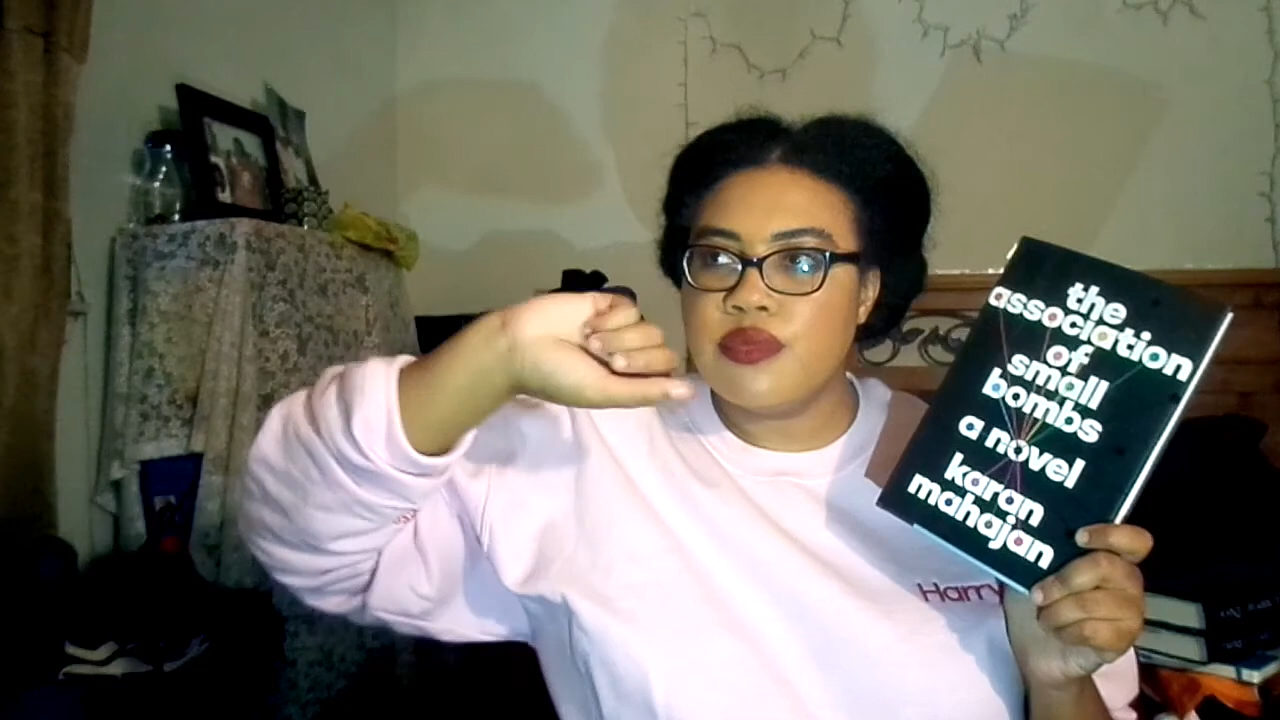 the
association
of
small
bombs
a novel
karan
mahajan
Harry